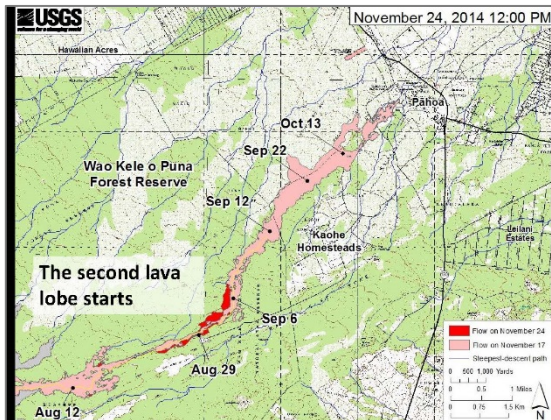 USGS
science for a changing world
November 24, 2014 12:00 PM
Hawaiian Acres
Pāhoa
Oct 13
Sep 22
Wao Kele o Puna
Forest Reserve
Sep 12
Kaohe
Homesteads
Leilani
Estates
The second lava
lobe starts
Sep 6
Aug 29
Aug 12
Flow on November 24
Flow on November 17
Steepest-descent path
0 500 1,000 Yards
0 0.5 1 Miles
0 0.75 1.5 Km
N